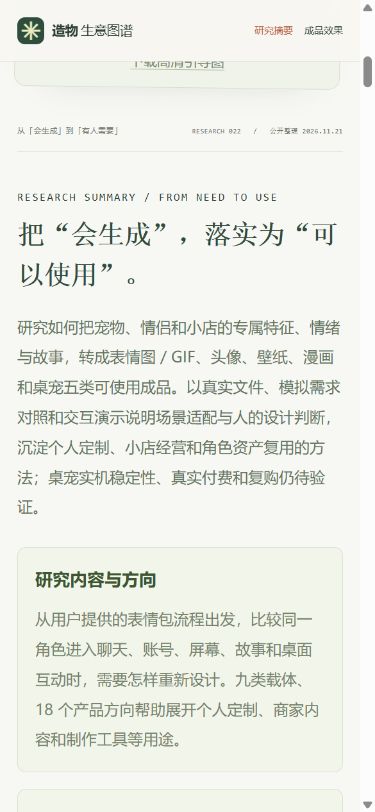 造物 生意图谱
研究摘要 成品效果
下载高清引导图
从「会生成」到「有人需要」
RESEARCH 022 / 公开整理 2026.11.21
RESEARCH SUMMARY / FROM NEED TO USE
把“会生成”，落实为“可
以使用”。
研究如何把宠物、情侣和小店的专属特征、情绪
与故事，转成表情图 / GIF、头像、壁纸、漫画
和桌宠五类可使用成品。以真实文件、模拟需求
对照和交互演示说明场景适配与人的设计判断，
沉淀个人定制、小店经营和角色资产复用的方
法；桌宠实机稳定性、真实付费和复购仍待验
证。
研究内容与方向
从用户提供的表情包流程出发，比较同一
角色进入聊天、账号、屏幕、故事和桌面
互动时，需要怎样重新设计。九类载体、
18 个产品方向帮助展开个人定制、商家内
容和制作工具等用途。